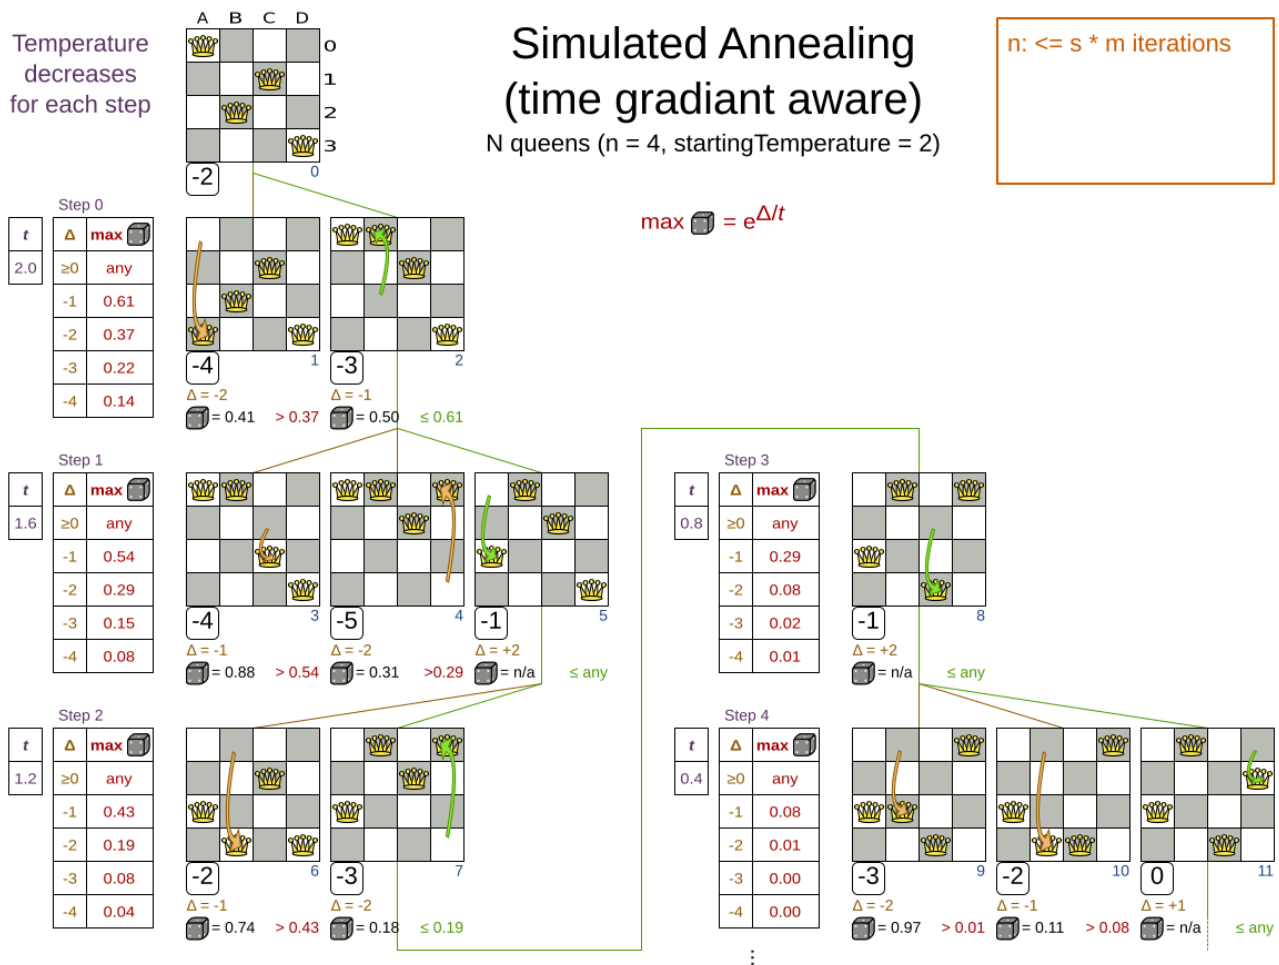 Simulated Annealing
(time gradiant aware)
N queens (n = 4, startingTemperature = 2)
n: <= s * m iterations
Temperature
decreases
for each step
A B C D
0
1
2
3
-2
0
max = e^Δ/t
Step 0
t
2.0
Δ max
≥0 any
-1 0.61
-2 0.37
-3 0.22
-4 0.14
-4
1
Δ = -2
= 0.41 > 0.37
-3
2
Δ = -1
= 0.50 ≤ 0.61
Step 1
t
1.6
Δ max
≥0 any
-1 0.54
-2 0.29
-3 0.15
-4 0.08
-4
3
Δ = -1
= 0.88 > 0.54
-5
4
Δ = -2
= 0.31 >0.29
-1
5
Δ = +2
= n/a ≤ any
Step 2
t
1.2
Δ max
≥0 any
-1 0.43
-2 0.19
-3 0.08
-4 0.04
-2
6
Δ = -1
= 0.74 > 0.43
-3
7
Δ = -2
= 0.18 ≤ 0.19
Step 3
t
0.8
Δ max
≥0 any
-1 0.29
-2 0.08
-3 0.02
-4 0.01
-1
8
Δ = +2
= n/a ≤ any
Step 4
t
0.4
Δ max
≥0 any
-1 0.08
-2 0.01
-3 0.00
-4 0.00
-3
9
Δ = -2
= 0.97 > 0.01
-2
10
Δ = -1
= 0.11 > 0.08
0
11
Δ = +1
= n/a ≤ any
...